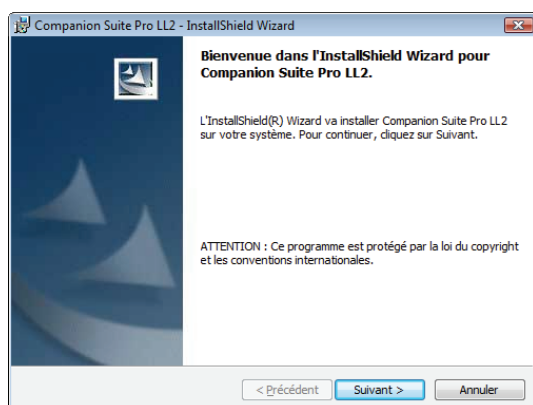 Companion Suite Pro LL2 - InstallShield Wizard
Bienvenue dans l'InstallShield Wizard pour
Companion Suite Pro LL2.
L'InstallShield(R) Wizard va installer Companion Suite Pro LL2
sur votre système. Pour continuer, cliquez sur Suivant.
ATTENTION : Ce programme est protégé par la loi du copyright
et les conventions internationales.
< Précédent Suivant > Annuler